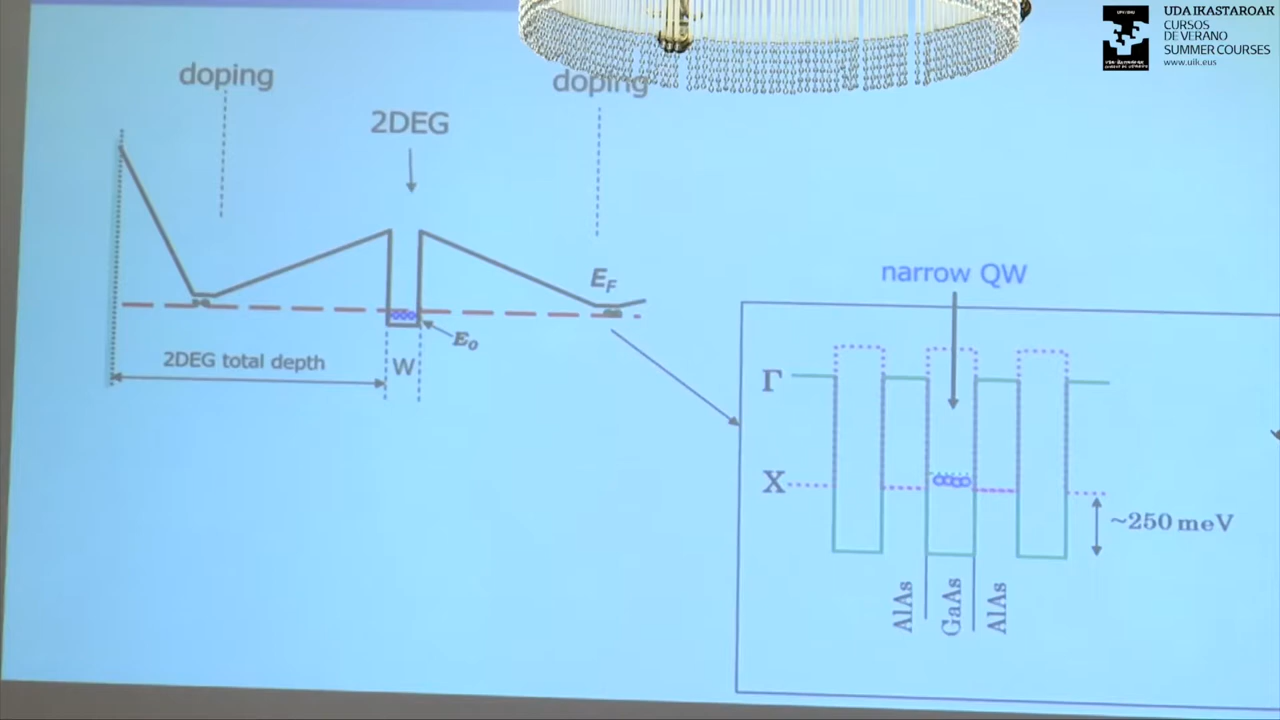 UDA IKASTAROAK
CURSOS
DE VERANO
SUMMER COURSES
www.uik.eus
doping
doping
2DEG
E_F
E_0
2DEG total depth
W
narrow QW
Γ
X
~250 meV
AlAs
GaAs
AlAs